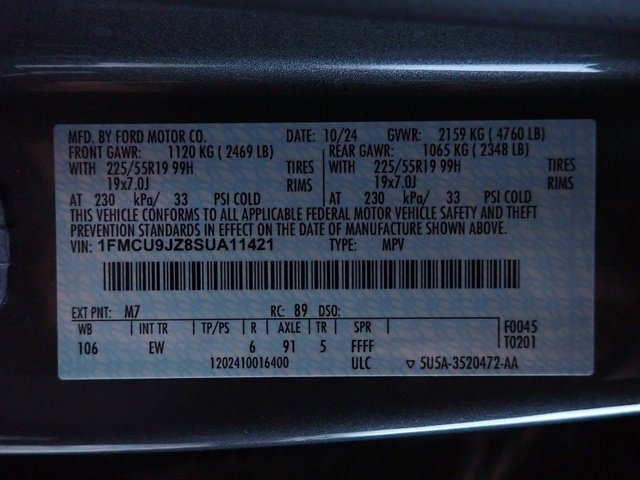 MFD. BY FORD MOTOR CO. DATE: 10/24 GVWR: 2159 KG ( 4760 LB)
FRONT GAWR: 1120 KG ( 2469 LB) REAR GAWR: 1065 KG ( 2348 LB)
WITH 225/55R19 99H TIRES WITH 225/55R19 99H TIRES
19x7.0J RIMS 19x7.0J RIMS
AT 230 kPa/ 33 PSI COLD AT 230 kPa/ 33 PSI COLD
THIS VEHICLE CONFORMS TO ALL APPLICABLE FEDERAL MOTOR VEHICLE SAFETY AND THEFT
PREVENTION STANDARDS IN EFFECT ON THE DATE OF MANUFACTURE SHOWN ABOVE.
VIN: 1FMCU9JZ8SUA11421 TYPE: MPV
EXT PNT: M7 RC: 89 DSO:
WB INT TR TP/PS R AXLE TR SPR F0045
106 EW 6 91 5 FFFF T0201
1202410016400 ULC ▽ 5U5A-3520472-AA